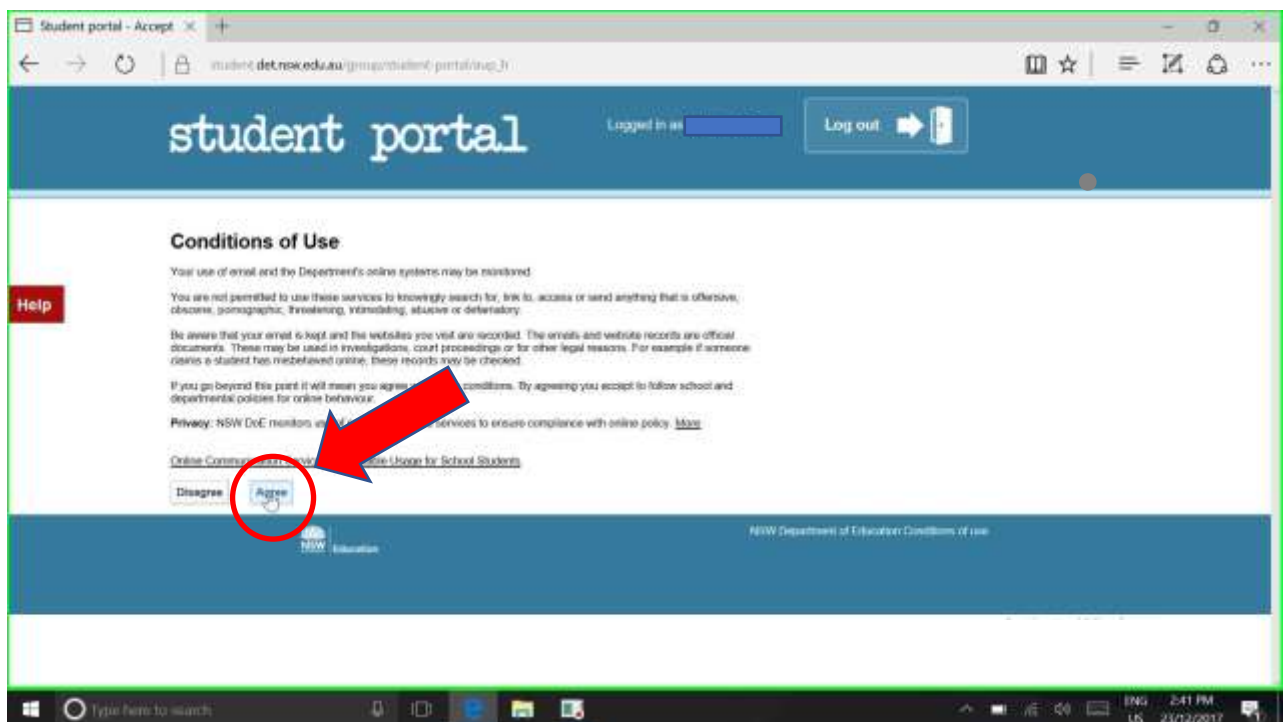 Student portal - Accept
student.det.nsw.edu.au/group/student-portal/aup_h
student portal
Logged in as
Log out
Conditions of Use
Your use of email and the Department's online systems may be monitored.
Help
You are not permitted to use these services to knowingly search for, link to, access or send anything that is offensive,
obscene, pornographic, threatening, intimidating, abusive or defamatory.
Be aware that your email is kept and the websites you visit are recorded. The emails and website records are official
documents. These may be used in investigations, court proceedings or for other legal reasons. For example if someone
claims a student has misbehaved online, these records may be checked.
If you go beyond this point it will mean you agree conditions. By agreeing you accept to follow school and
departmental policies for online behaviour.
Privacy: NSW DoE monitors services to ensure compliance with online policy. More
Online Usage for School Students
Disagree Agree
NSW Education
NSW Department of Education Conditions of use
Type here to search
ENG 2:41 PM
US